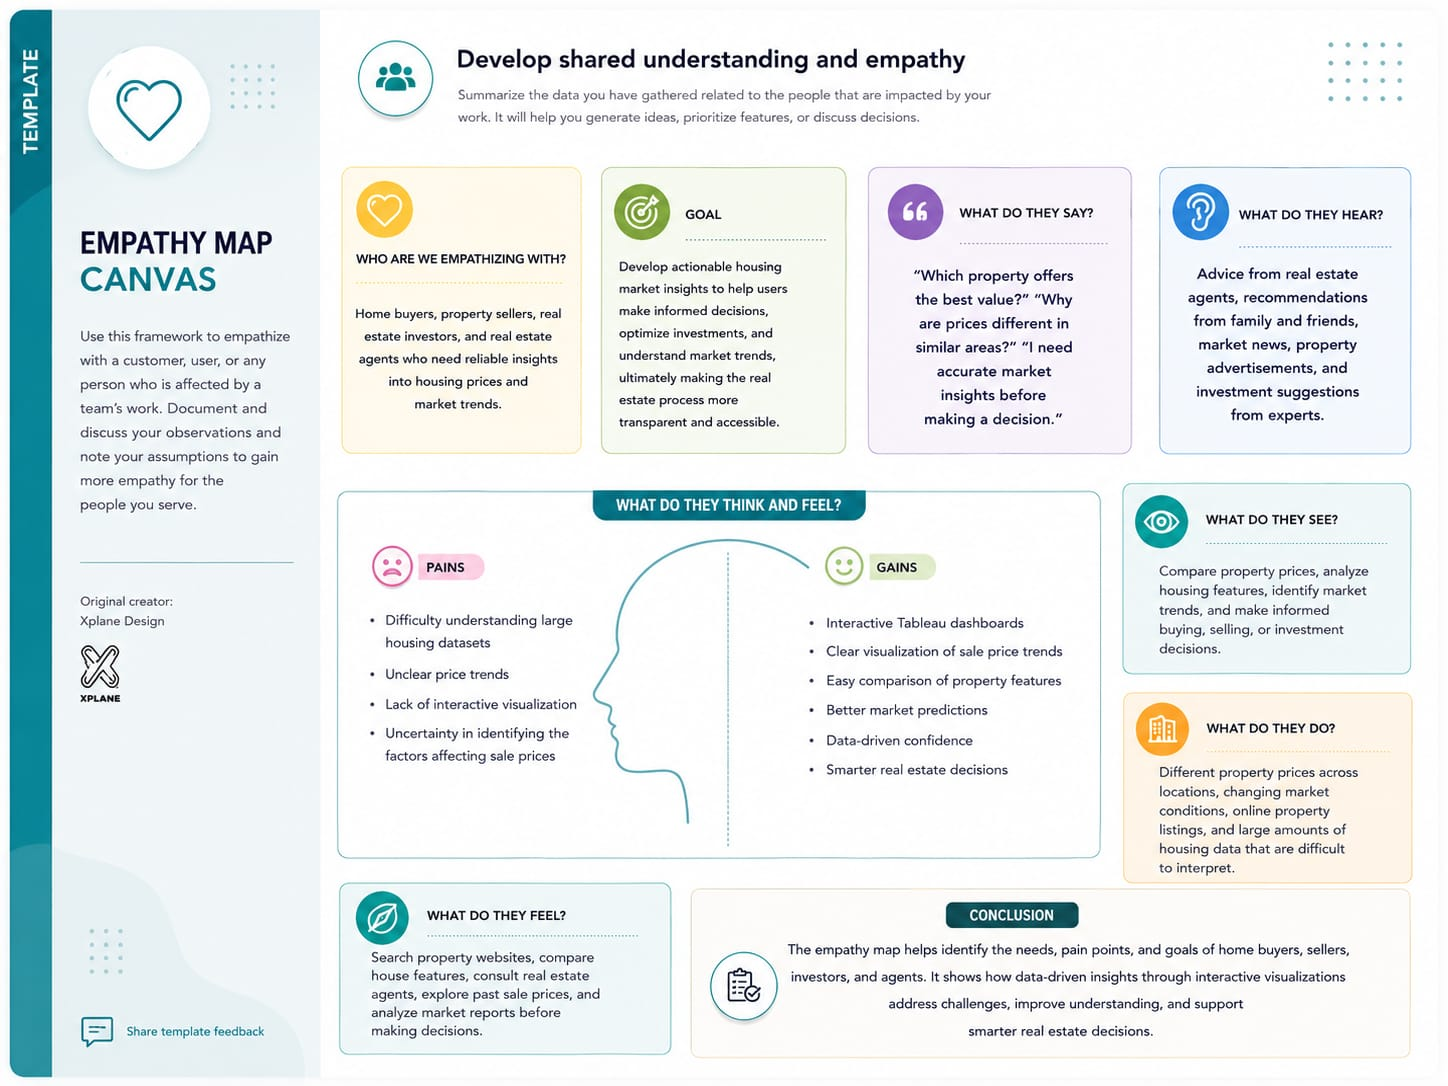 TEMPLATE
EMPATHY MAP
CANVAS
Use this framework to empathize
with a customer, user, or any
person who is affected by a
team's work. Document and
discuss your observations and
note your assumptions to gain
more empathy for the
people you serve.
Original creator:
Xplane Design
XPLANE
Share template feedback
Develop shared understanding and empathy
Summarize the data you have gathered related to the people that are impacted by your
work. It will help you generate ideas, prioritize features, or discuss decisions.
WHO ARE WE EMPATHIZING WITH?
Home buyers, property sellers, real
estate investors, and real estate
agents who need reliable insights
into housing prices and
market trends.
GOAL
Develop actionable housing
market insights to help users
make informed decisions,
optimize investments, and
understand market trends,
ultimately making the real
estate process more
transparent and accessible.
WHAT DO THEY SAY?
“Which property offers
the best value?” “Why
are prices different in
similar areas?” “I need
accurate market
insights before
making a decision.”
WHAT DO THEY HEAR?
Advice from real estate
agents, recommendations
from family and friends,
market news, property
advertisements, and
investment suggestions
from experts.
WHAT DO THEY THINK AND FEEL?
PAINS
• Difficulty understanding large
housing datasets
• Unclear price trends
• Lack of interactive visualization
• Uncertainty in identifying the
factors affecting sale prices
GAINS
• Interactive Tableau dashboards
• Clear visualization of sale price trends
• Easy comparison of property features
• Better market predictions
• Data-driven confidence
• Smarter real estate decisions
WHAT DO THEY SEE?
Compare property prices, analyze
housing features, identify market
trends, and make informed
buying, selling, or investment
decisions.
WHAT DO THEY DO?
Different property prices across
locations, changing market
conditions, online property
listings, and large amounts of
housing data that are difficult
to interpret.
WHAT DO THEY FEEL?
Search property websites, compare
house features, consult real estate
agents, explore past sale prices, and
analyze market reports before
making decisions.
CONCLUSION
The empathy map helps identify the needs, pain points, and goals of home buyers, sellers,
investors, and agents. It shows how data-driven insights through interactive visualizations
address challenges, improve understanding, and support
smarter real estate decisions.